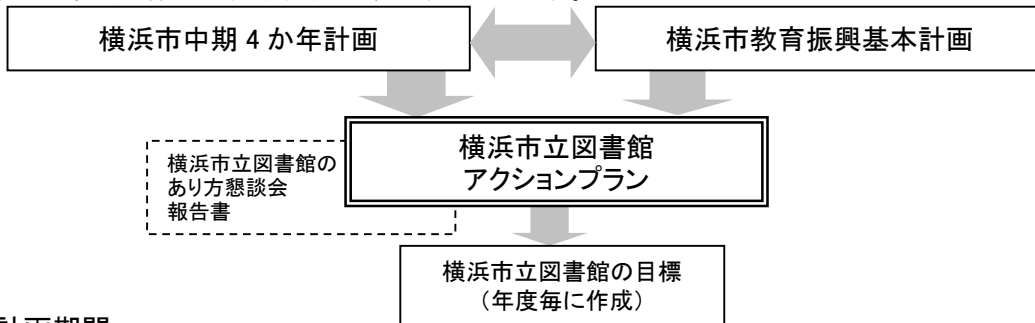 横浜市中期4か年計画
横浜市教育振興基本計画
横浜市立図書館
アクションプラン
横浜市立図書館の
あり方懇談会
報告書
横浜市立図書館の目標
（年度毎に作成）